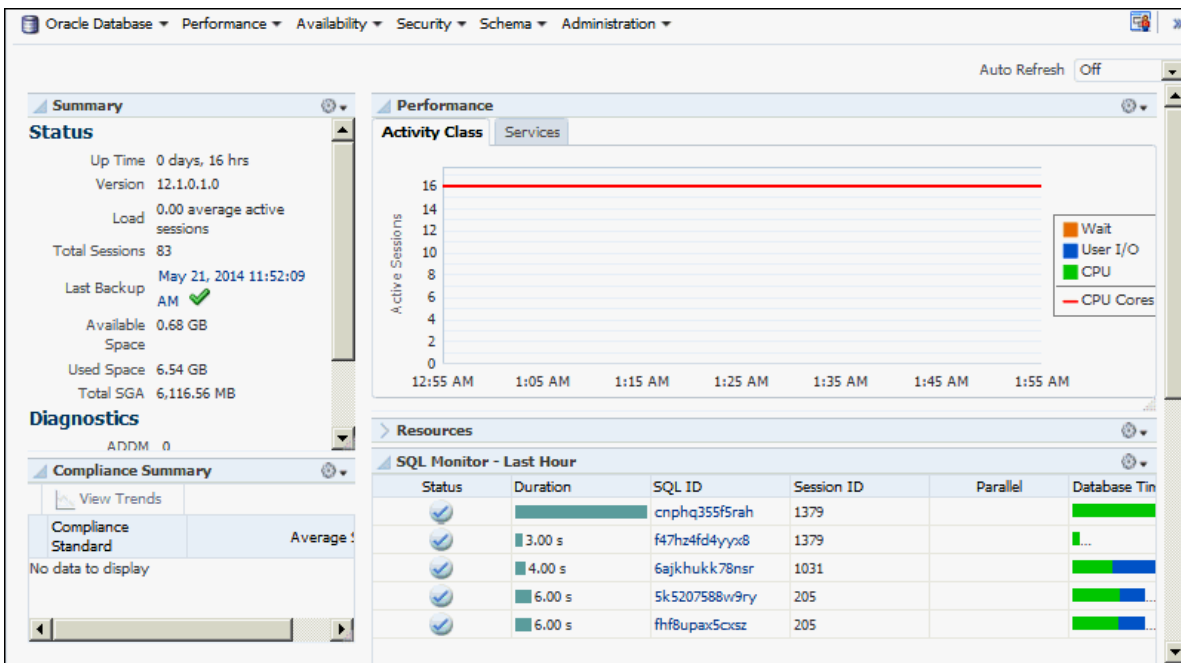 Oracle Database Performance Availability Security Schema Administration
Auto Refresh Off
Summary
Status
Up Time 0 days, 16 hrs
Version 12.1.0.1.0
Load 0.00 average active
sessions
Total Sessions 83
Last Backup May 21, 2014 11:52:09
AM
Available 0.68 GB
Space
Used Space 6.54 GB
Total SGA 6,116.56 MB
Diagnostics
ADDM 0
Compliance Summary
View Trends
Compliance
Standard
Average
No data to display
Performance
Activity Class Services
Active Sessions
16
14
12
10
8
6
4
2
0
12:55 AM 1:05 AM 1:15 AM 1:25 AM 1:35 AM 1:45 AM 1:55 AM
Wait
User I/O
CPU
CPU Cores
Resources
SQL Monitor - Last Hour
Status Duration SQL ID Session ID Parallel Database Tim
cnphq355f5rah 1379
3.00 s f47hz4fd4yyx8 1379 ...
4.00 s 6ajkhukk78nsr 1031
6.00 s 5k5207588w9ry 205 ...
6.00 s fhf8upax5cxsz 205 ...